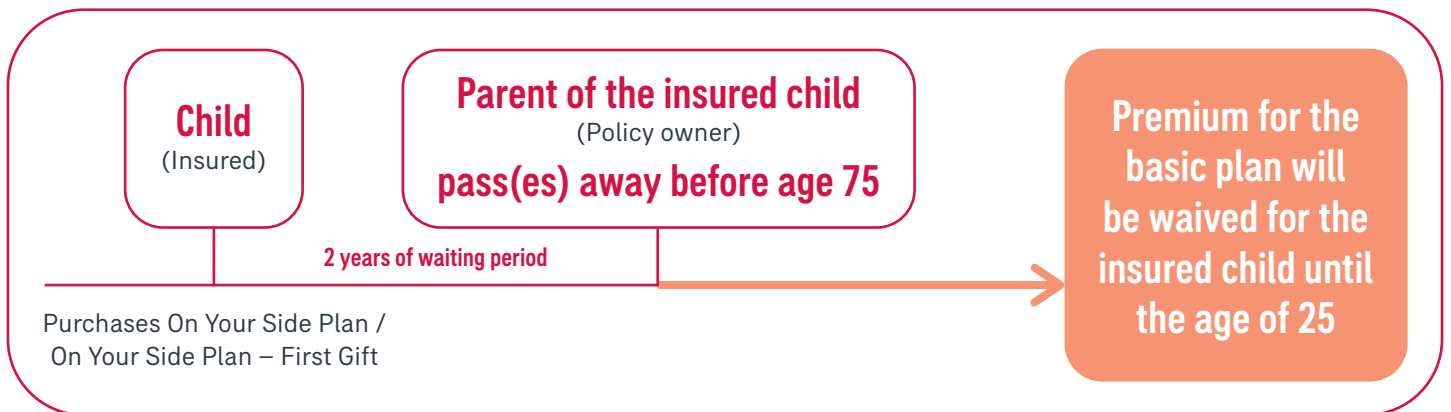 Child
(Insured)
Parent of the insured child
(Policy owner)
pass(es) away before age 75
2 years of waiting period
Purchases On Your Side Plan /
On Your Side Plan – First Gift
Premium for the
basic plan will
be waived for the
insured child until
the age of 25